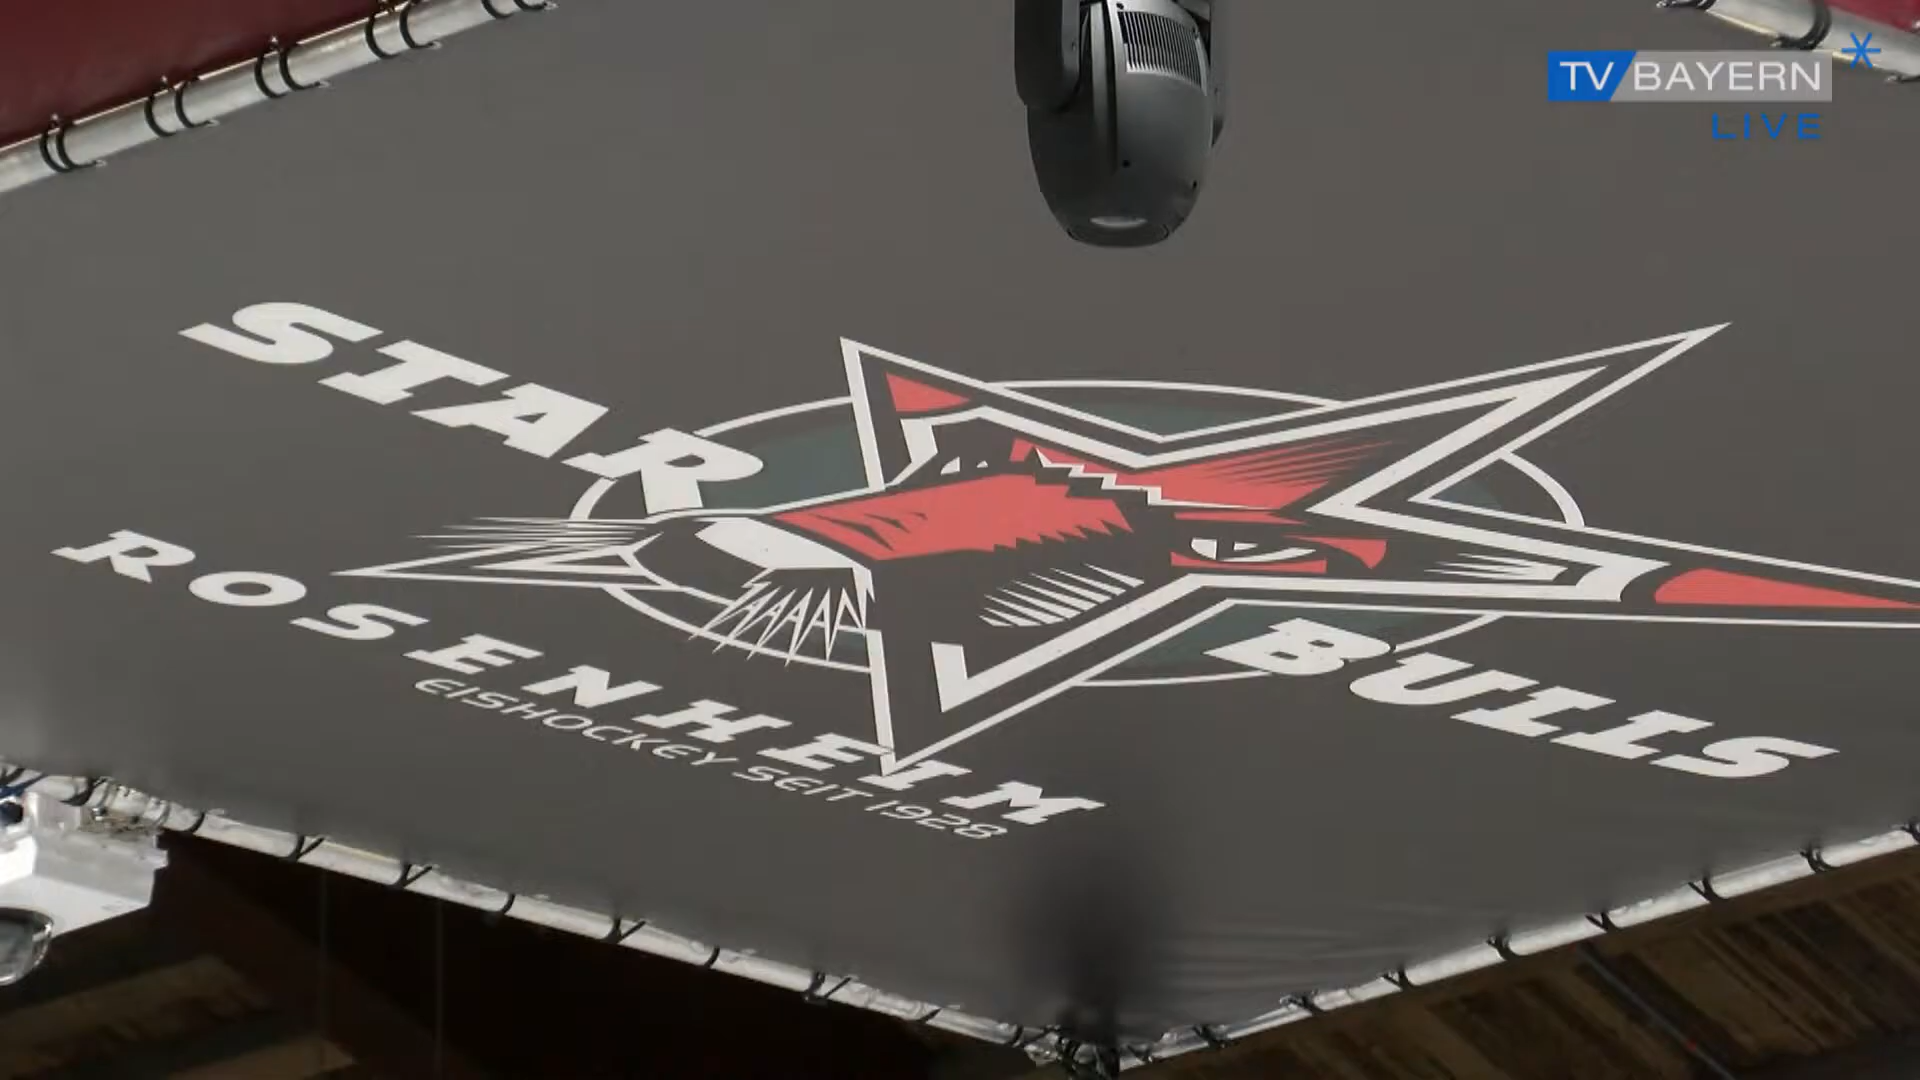 TV BAYERN
LIVE
STAR
BULLS
ROSENHEIM
EISHOCKEY SEIT 1928